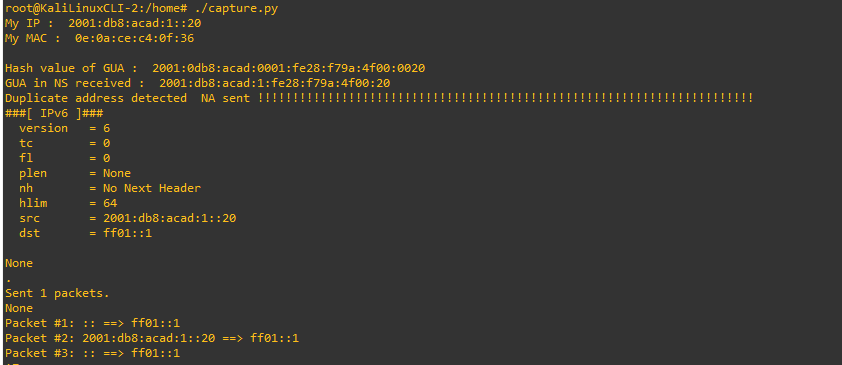 root@KaliLinuxCLI-2:/home# ./capture.py
My IP :  2001:db8:acad:1::20
My MAC :  0e:0a:ce:c4:0f:36
Hash value of GUA :  2001:0db8:acad:0001:fe28:f79a:4f00:0020
GUA in NS received :  2001:db8:acad:1:fe28:f79a:4f00:20
Duplicate address detected  NA sent !!!!!!!!!!!!!!!!!!!!!!!!!!!!!!!!!!!!!!!!!!!!!!!!!!!!!!!!!!!!!!!!!!!!!!!
###[ IPv6 ]###
  version   = 6
  tc        = 0
  fl        = 0
  plen      = None
  nh        = No Next Header
  hlim      = 64
  src       = 2001:db8:acad:1::20
  dst       = ff01::1
None
.
Sent 1 packets.
None
Packet #1: :: ==> ff01::1
Packet #2: 2001:db8:acad:1::20 ==> ff01::1
Packet #3: :: ==> ff01::1